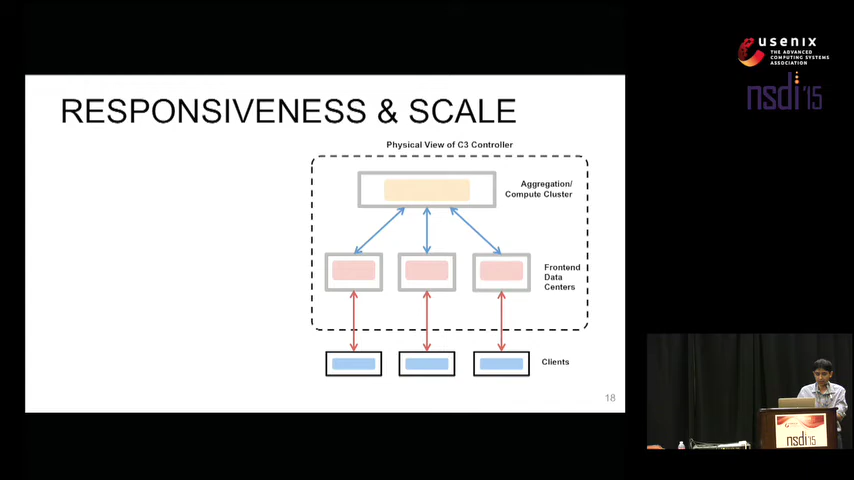 usenix
THE ADVANCED
COMPUTING SYSTEMS
ASSOCIATION
nsdi'15
RESPONSIVENESS & SCALE
Physical View of C3 Controller
Aggregation/
Compute Cluster
Frontend
Data
Centers
Clients
18
nsdi'15